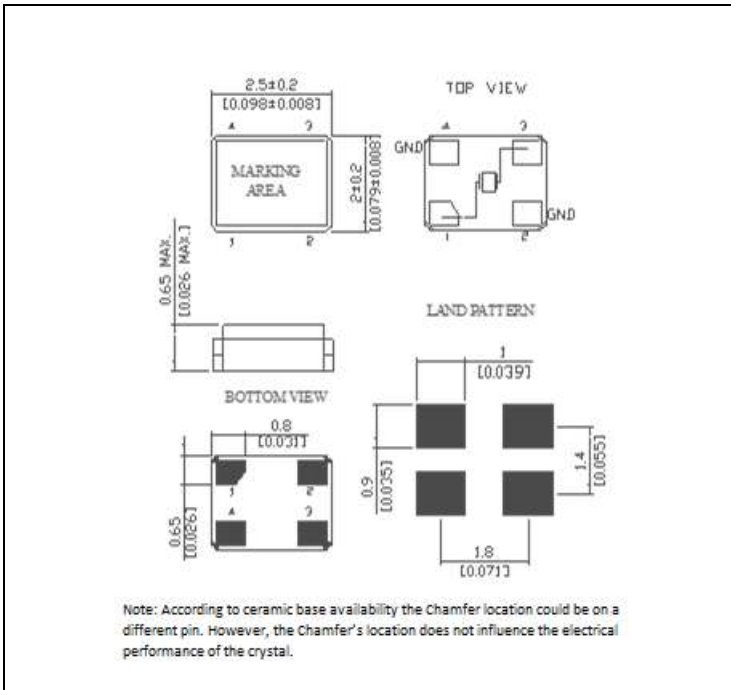 2.5±0.2
[0.098±0.008]
4 3
MARKING
AREA
1 2
2±0.2
[0.079±0.008]
TOP VIEW
GND 4 3
1 2 GND
0.65 MAX.
[0.026 MAX.]
LAND PATTERN
1
[0.039]
0.9
[0.035]
1.4
[0.055]
1.8
[0.071]
BOTTOM VIEW
0.8
[0.031]
1 2
4 3
0.65
[0.026]
Note: According to ceramic base availability the Chamfer location could be on a
different pin. However, the Chamfer's location does not influence the electrical
performance of the crystal.